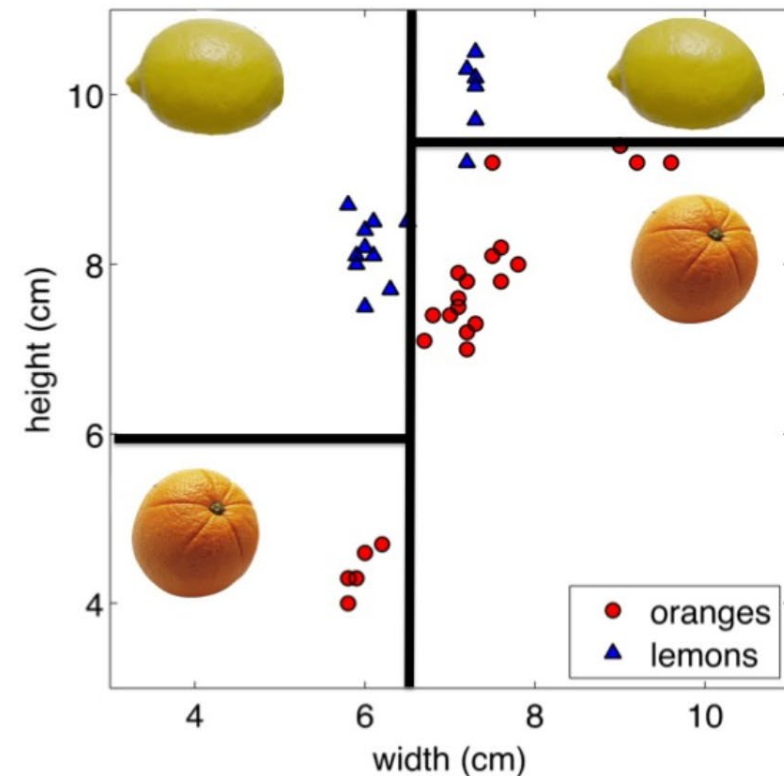 10
8
6
4
height (cm)
oranges
lemons
4 6 8 10
width (cm)